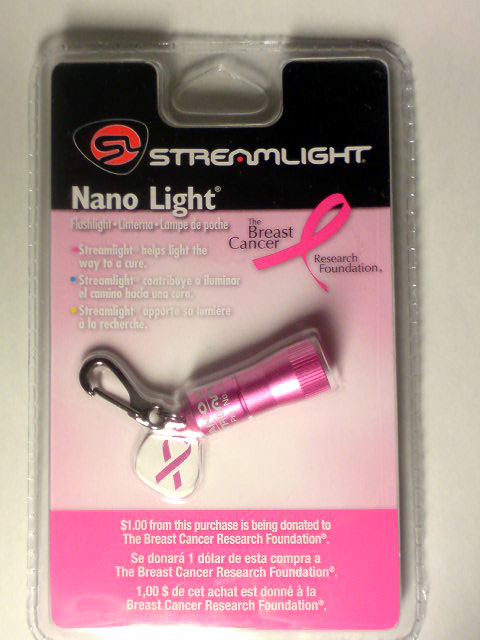 STREAMLIGHT
Nano Light®
Flashlight • Linterna • Lampe de poche
The
Breast
Cancer
Research
Foundation®
• Streamlight® helps light the
way to a cure.
• Streamlight® contribuye a iluminar
el camino hacia una cura.
• Streamlight® apporte sa lumière
à la recherche.
$1.00 from this purchase is being donated to
The Breast Cancer Research Foundation®.
Se donará 1 dólar de esta compra a
The Breast Cancer Research Foundation®.
1,00 $ de cet achat est donné à la
Breast Cancer Research Foundation®.